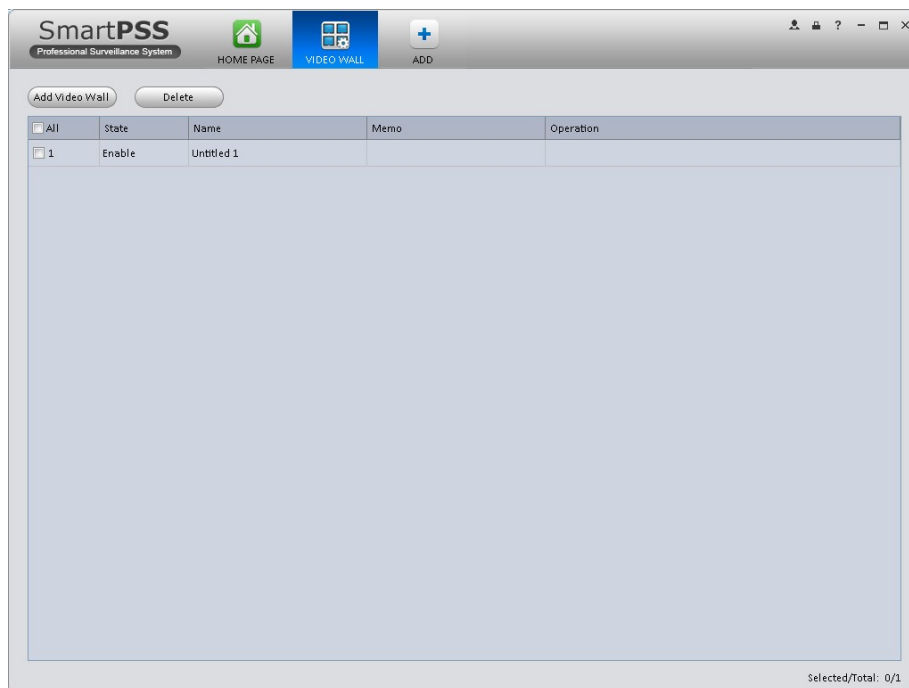 SmartPSS
Professional Surveillance System
HOME PAGE
VIDEO WALL
ADD
?
Add Video Wall
Delete
All State Name Memo Operation
1 Enable Untitled 1
Selected/Total: 0/1